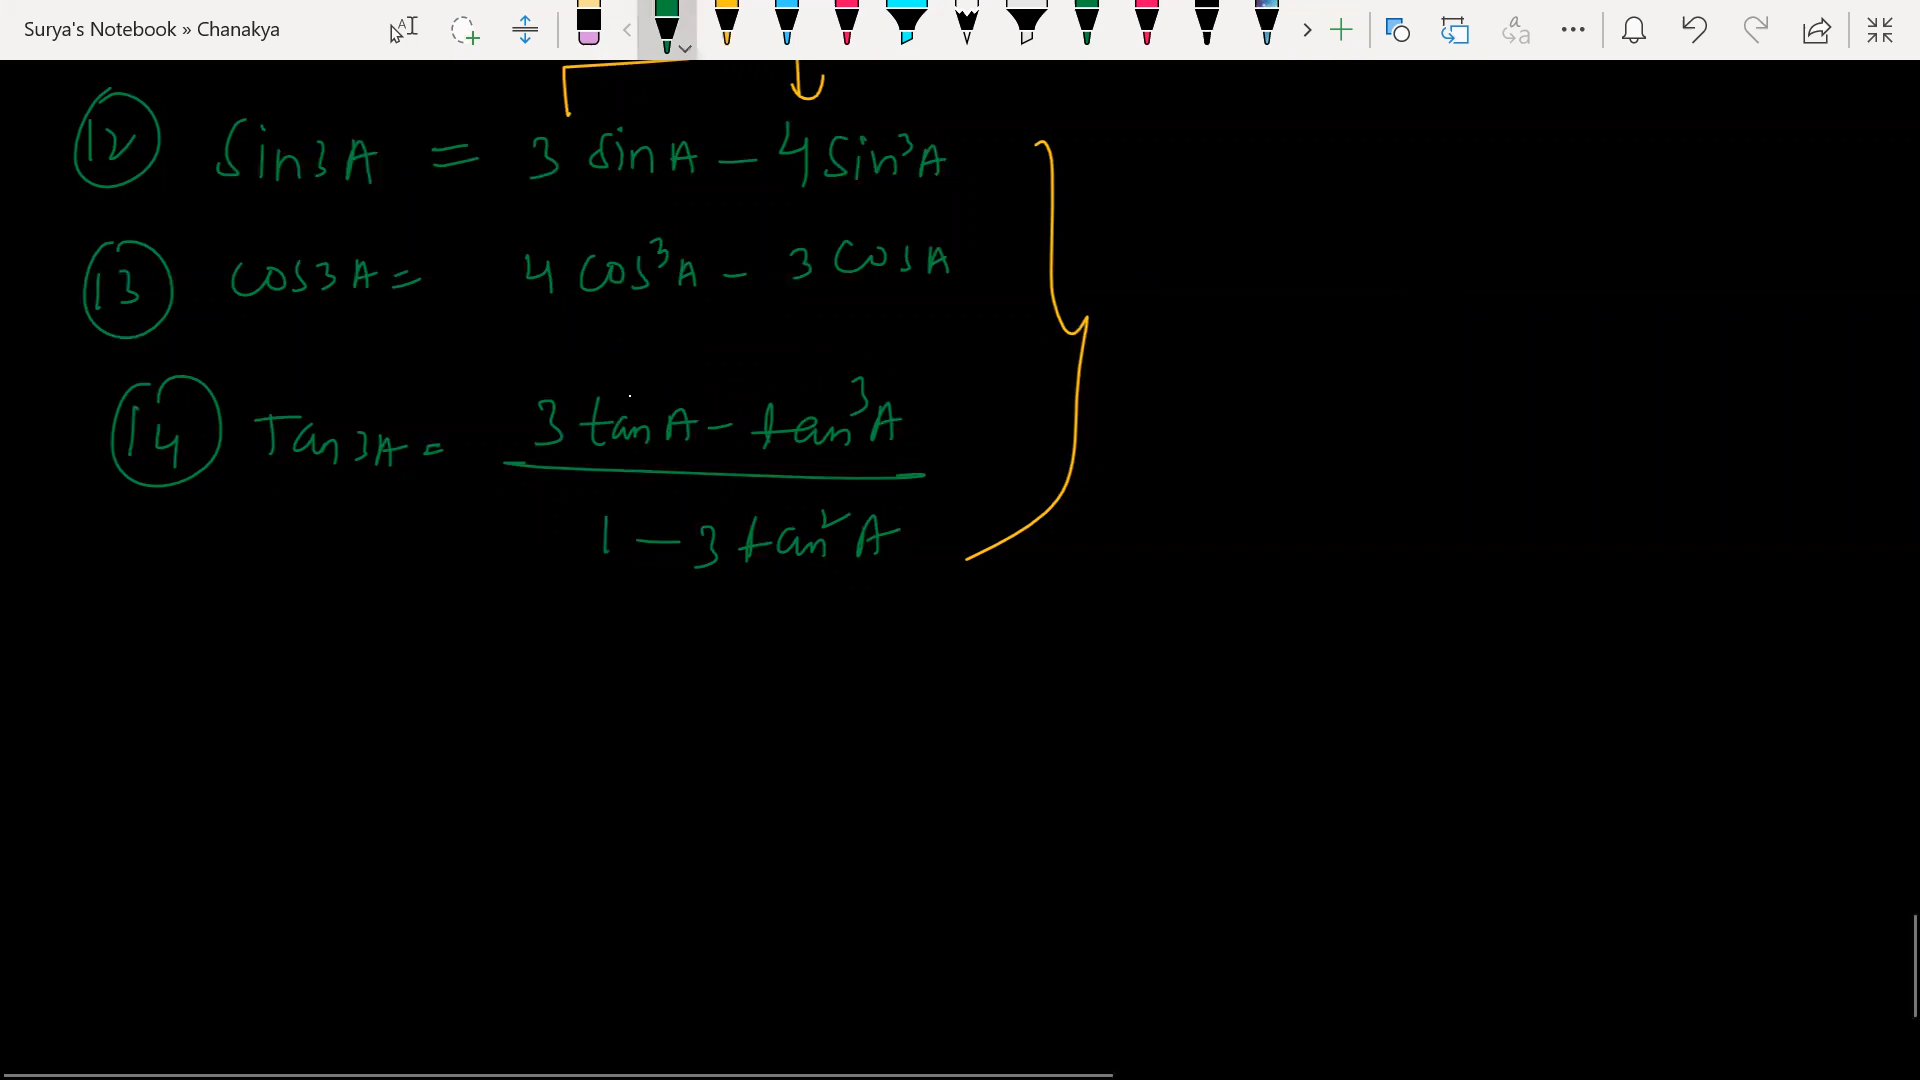 Surya's Notebook » Chanakya
12 Sin3A = 3 sinA - 4 Sin³A
13 Cos3A = 4 Cos³A - 3 CosA
14 Tan3A = 3 tanA - tan³A
1 - 3 tan²A